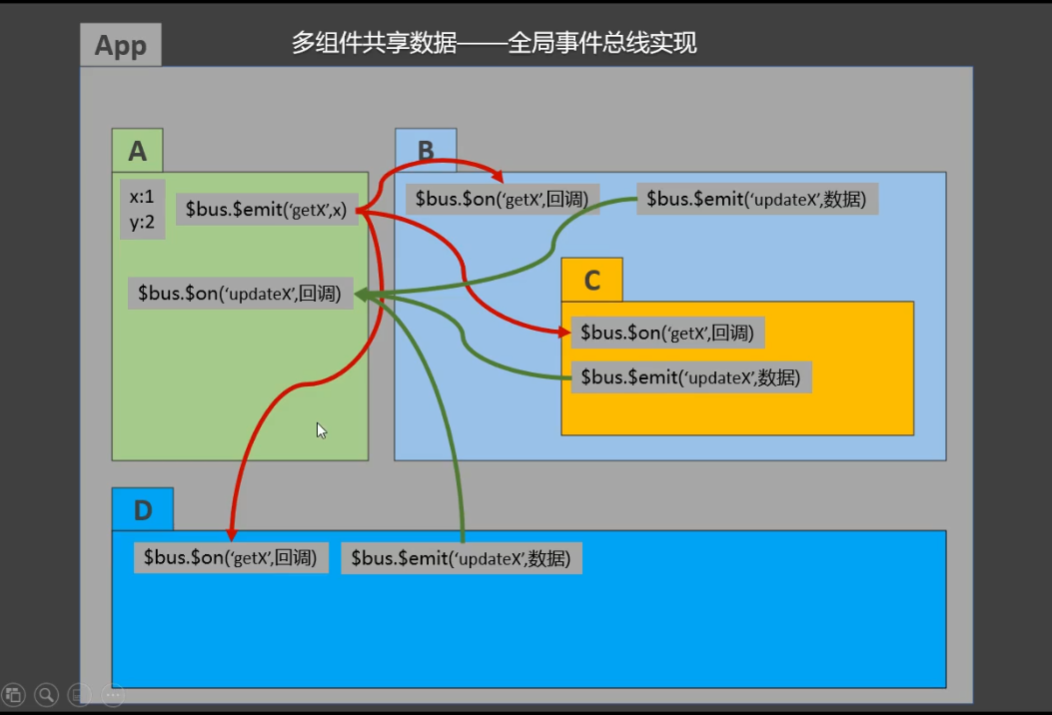 App
多组件共享数据——全局事件总线实现
A
x:1
y:2
$bus.$emit(‘getX’,x)
$bus.$on(‘updateX’,回调)
B
$bus.$on(‘getX’,回调)
$bus.$emit(‘updateX’,数据)
C
$bus.$on(‘getX’,回调)
$bus.$emit(‘updateX’,数据)
D
$bus.$on(‘getX’,回调)
$bus.$emit(‘updateX’,数据)